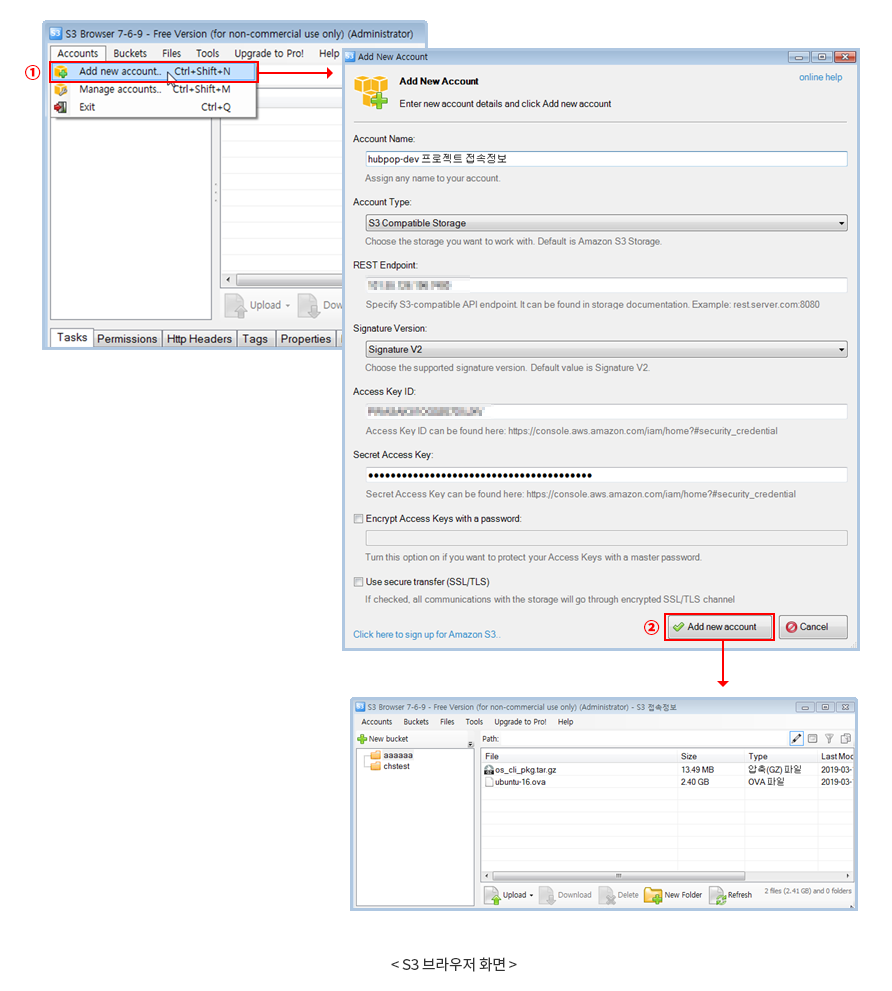 S3 Browser 7-6-9 - Free Version (for non-commercial use only) (Administrator)
Accounts Buckets Files Tools Upgrade to Pro! Help
①
Add new account.. Ctrl+Shift+N
Manage accounts.. Ctrl+Shift+M
Exit Ctrl+Q
Upload
Tasks Permissions Http Headers Tags Properties
Add New Account
Add New Account
online help
Enter new account details and click Add new account
Account Name:
hubpop-dev 프로젝트 접속정보
Assign any name to your account.
Account Type:
S3 Compatible Storage
Choose the storage you want to work with. Default is Amazon S3 Storage.
REST Endpoint:
Specify S3-compatible API endpoint. It can be found in storage documentation. Example: rest.server.com:8080
Signature Version:
Signature V2
Choose the supported signature version. Default value is Signature V2.
Access Key ID:
Access Key ID can be found here: https://console.aws.amazon.com/iam/home?#security_credential
Secret Access Key:
Secret Access Key can be found here: https://console.aws.amazon.com/iam/home?#security_credential
Encrypt Access Keys with a password:
Turn this option on if you want to protect your Access Keys with a master password.
Use secure transfer (SSL/TLS)
If checked, all communications with the storage will go through encrypted SSL/TLS channel
Click here to sign up for Amazon S3..
②
Add new account
Cancel
S3 Browser 7-6-9 - Free Version (for non-commercial use only) (Administrator) - S3 접속정보
Accounts Buckets Files Tools Upgrade to Pro! Help
New bucket
Path:
aaaaaa
chstest
File Size Type Last Mod
os_cli_pkg.tar.gz 13.49 MB 압축(GZ) 파일 2019-03-
ubuntu-16.ova 2.40 GB OVA 파일 2019-03-
Upload Download Delete New Folder Refresh
2 files (2.41 GB) and 0 folders
< S3 브라우저 화면 >